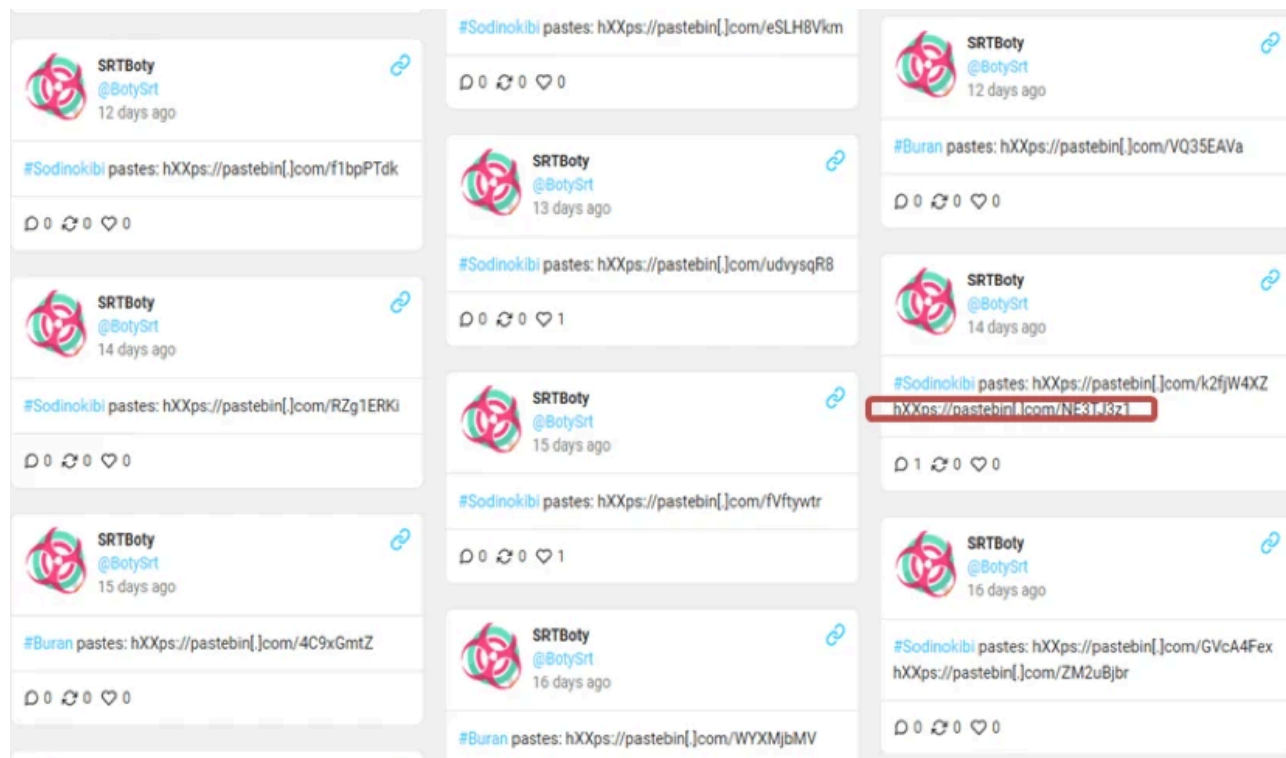 SRTBoty
@BotySrt
12 days ago
#Sodinokibi pastes: hXXps://pastebin[.]com/f1bpPTdk
0 0 0
SRTBoty
@BotySrt
14 days ago
#Sodinokibi pastes: hXXps://pastebin[.]com/RZg1ERKi
0 0 0
SRTBoty
@BotySrt
15 days ago
#Buran pastes: hXXps://pastebin[.]com/4C9xGmtZ
0 0 0
#Sodinokibi pastes: hXXps://pastebin[.]com/eSLH8Vkm
0 0 0
SRTBoty
@BotySrt
13 days ago
#Sodinokibi pastes: hXXps://pastebin[.]com/udvysqR8
0 0 1
SRTBoty
@BotySrt
15 days ago
#Sodinokibi pastes: hXXps://pastebin[.]com/fVftywtr
0 0 1
SRTBoty
@BotySrt
16 days ago
#Buran pastes: hXXps://pastebin[.]com/WYXMjbMV
SRTBoty
@BotySrt
12 days ago
#Buran pastes: hXXps://pastebin[.]com/VQ35EAVa
0 0 0
SRTBoty
@BotySrt
14 days ago
#Sodinokibi pastes: hXXps://pastebin[.]com/k2fjW4XZ
hXXps://pastebin[.]com/NE3TJ3z1
1 0 0
SRTBoty
@BotySrt
16 days ago
#Sodinokibi pastes: hXXps://pastebin[.]com/GVcA4Fex
hXXps://pastebin[.]com/ZM2uBjbr
0 0 0